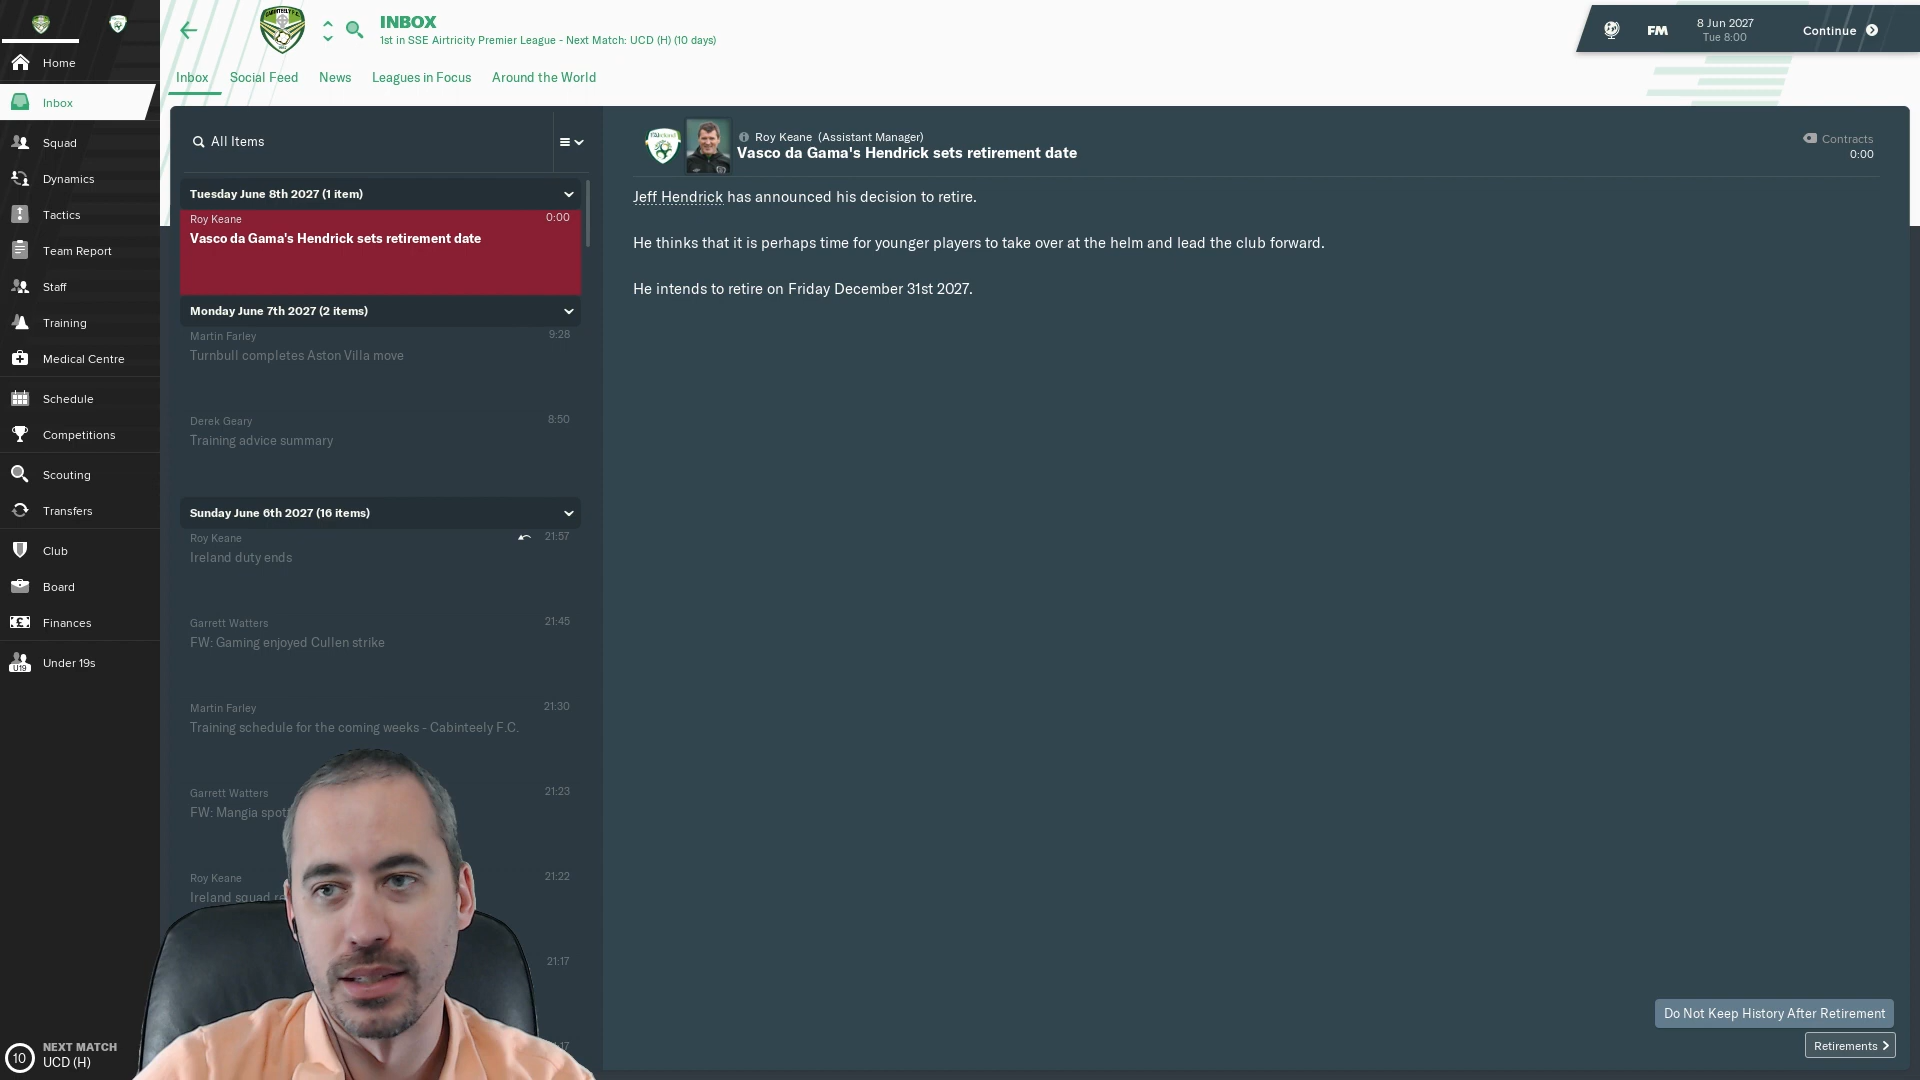 INBOX
1st in SSE Airtricity Premier League - Next Match: UCD (H) (10 days)
FM
8 Jun 2027
Tue 8:00
Continue
Inbox
Social Feed
News
Leagues in Focus
Around the World
Home
Inbox
Squad
Dynamics
Tactics
Team Report
Staff
Training
Medical Centre
Schedule
Competitions
Scouting
Transfers
Club
Board
Finances
U19
Under 19s
10
NEXT MATCH
UCD (H)
All Items
Tuesday June 8th 2027 (1 item)
Roy Keane
0:00
Vasco da Gama's Hendrick sets retirement date
Monday June 7th 2027 (2 items)
Martin Farley
9:28
Turnbull completes Aston Villa move
Derek Geary
8:50
Training advice summary
Sunday June 6th 2027 (16 items)
Roy Keane
21:57
Ireland duty ends
Garrett Watters
21:45
FW: Gaming enjoyed Cullen strike
Martin Farley
21:30
Training schedule for the coming weeks - Cabinteely F.C.
Garrett Watters
21:23
FW: Mangia
Roy Keane
21:22
Ireland squad
21:17
Roy Keane (Assistant Manager)
Vasco da Gama's Hendrick sets retirement date
Contracts
0:00
Jeff Hendrick has announced his decision to retire.
He thinks that it is perhaps time for younger players to take over at the helm and lead the club forward.
He intends to retire on Friday December 31st 2027.
Do Not Keep History After Retirement
Retirements